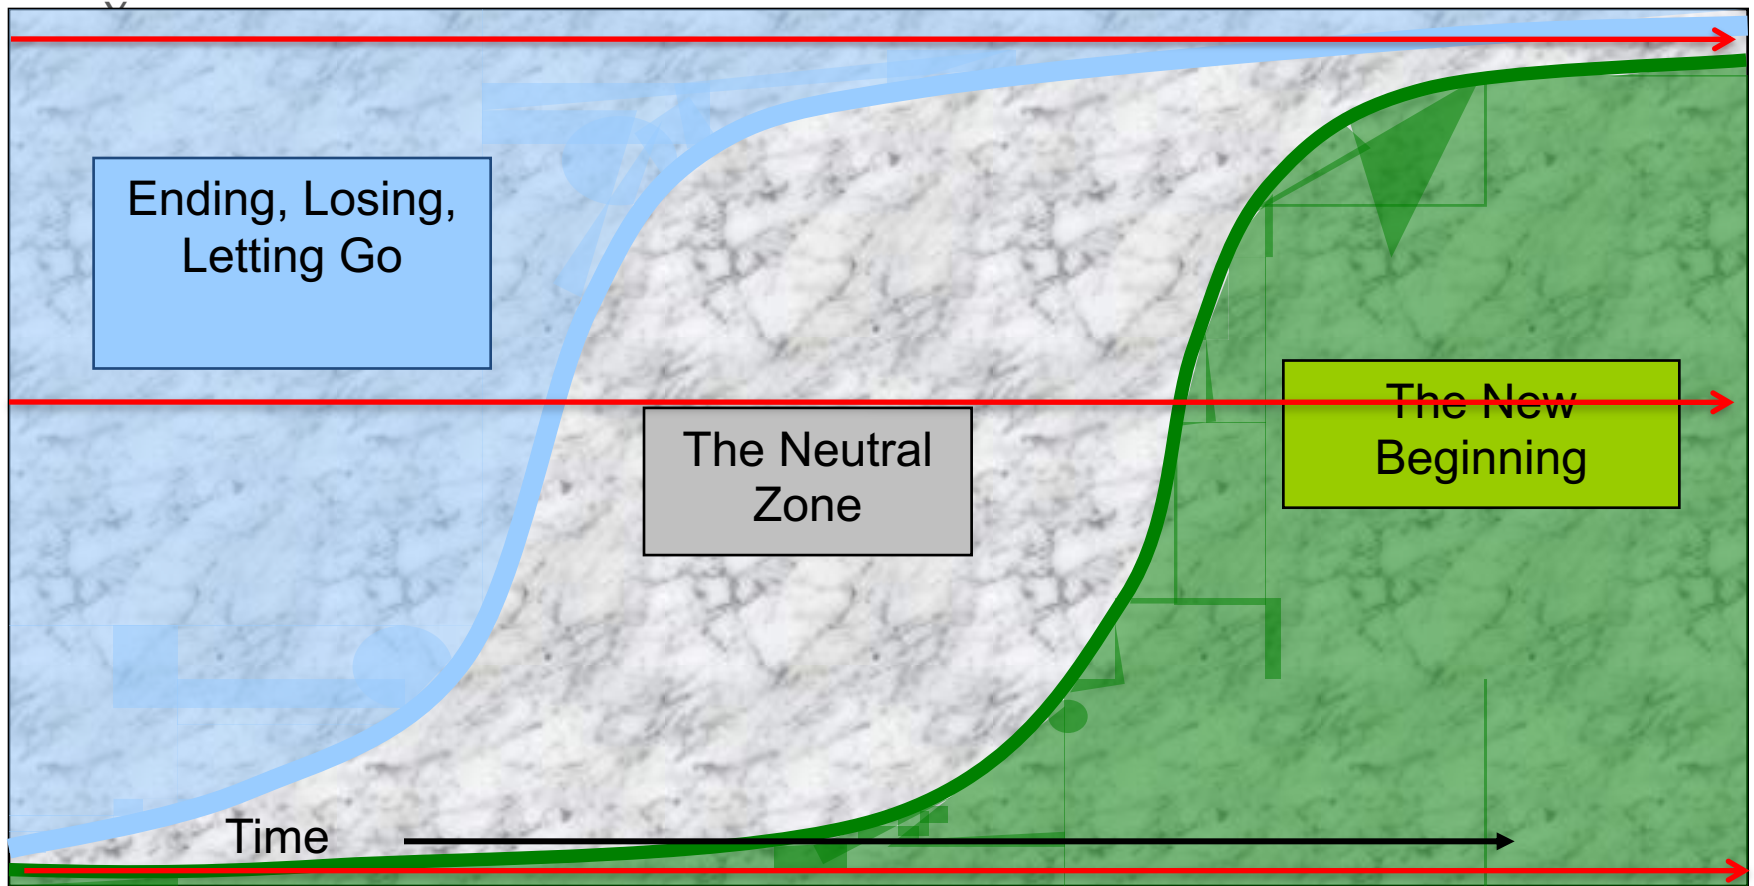 Ending, Losing,
Letting Go
The New
Beginning
The Neutral
Zone
Time